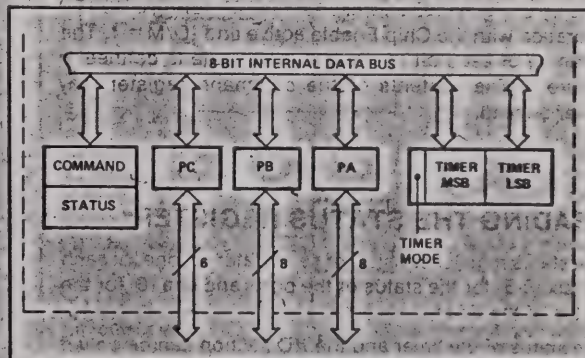 8-BIT INTERNAL DATA BUS
COMMAND
STATUS
PC
PB
PA
TIMER MSB
TIMER LSB
TIMER MODE
6
8
8